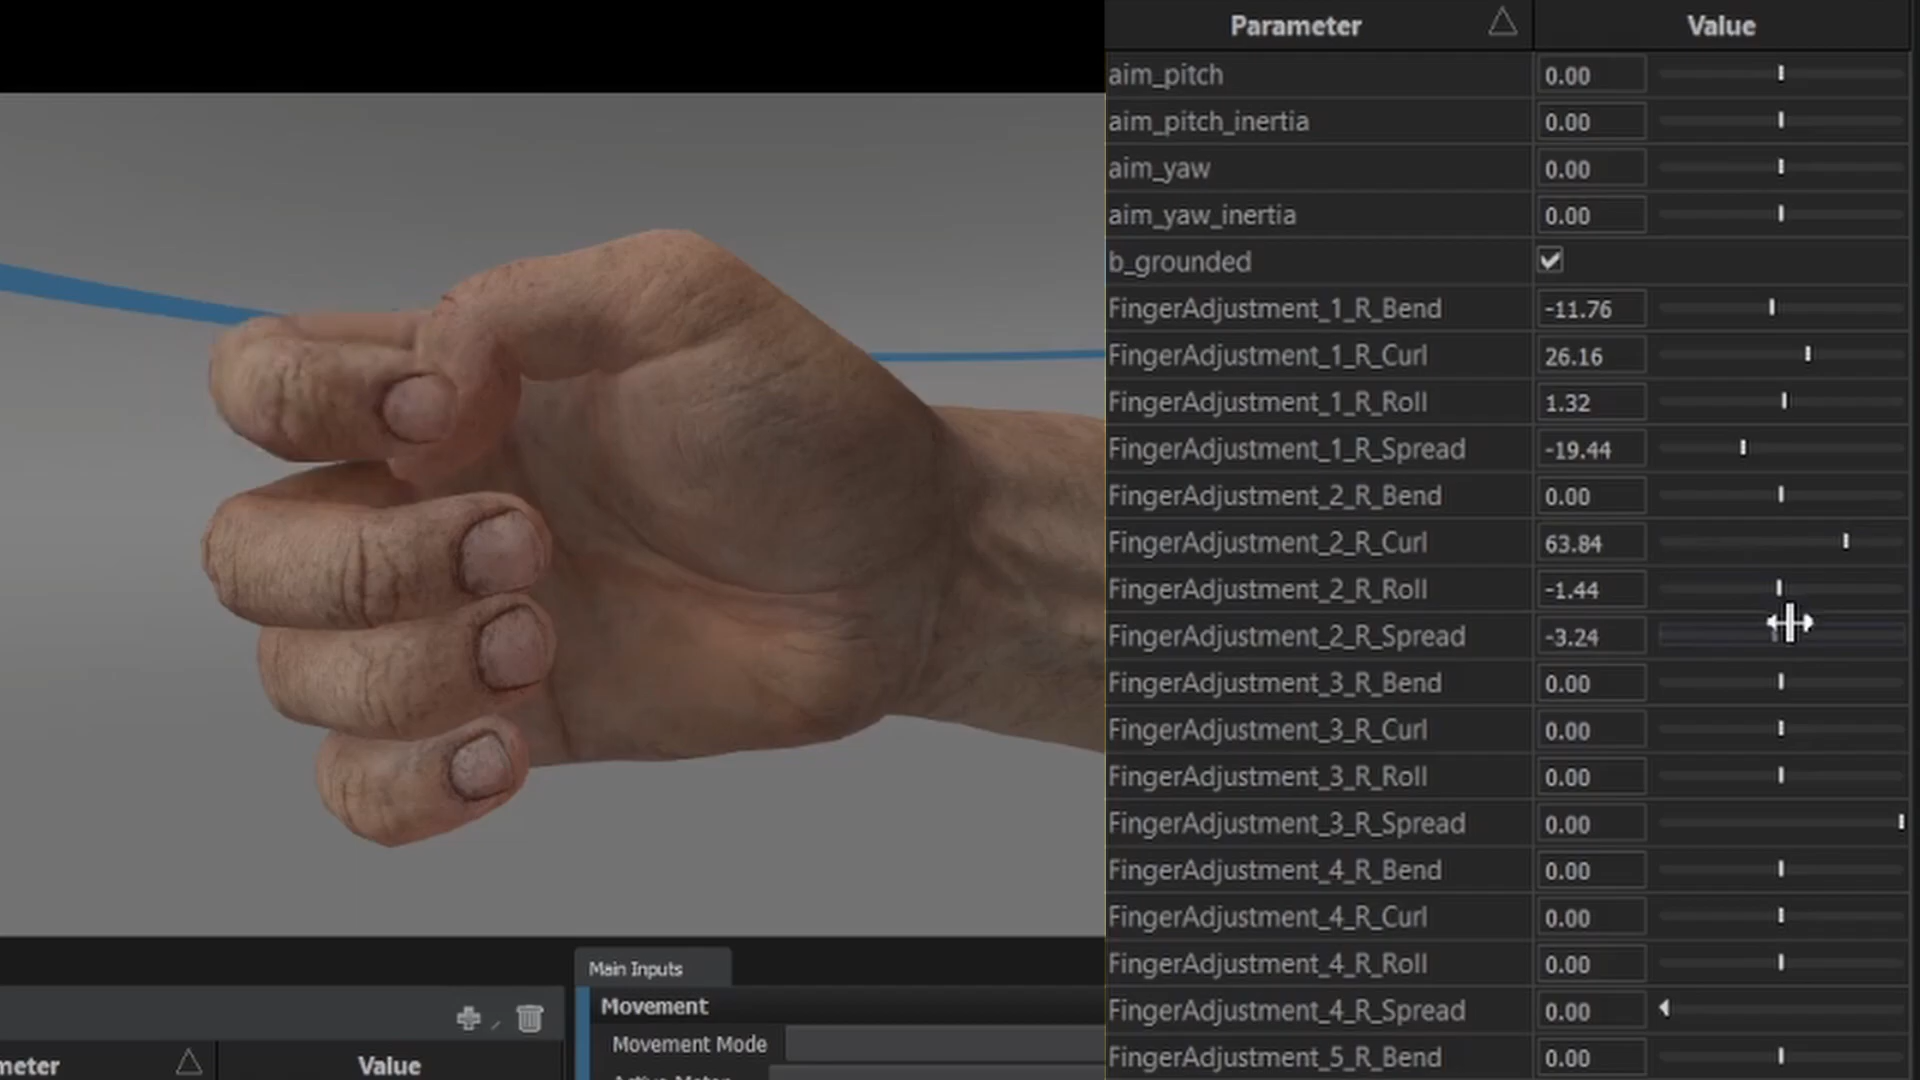 Parameter Value
aim_pitch 0.00
aim_pitch_inertia 0.00
aim_yaw 0.00
aim_yaw_inertia 0.00
b_grounded
FingerAdjustment_1_R_Bend -11.76
FingerAdjustment_1_R_Curl 26.16
FingerAdjustment_1_R_Roll 1.32
FingerAdjustment_1_R_Spread -19.44
FingerAdjustment_2_R_Bend 0.00
FingerAdjustment_2_R_Curl 63.84
FingerAdjustment_2_R_Roll -1.44
FingerAdjustment_2_R_Spread -3.24
FingerAdjustment_3_R_Bend 0.00
FingerAdjustment_3_R_Curl 0.00
FingerAdjustment_3_R_Roll 0.00
FingerAdjustment_3_R_Spread 0.00
FingerAdjustment_4_R_Bend 0.00
FingerAdjustment_4_R_Curl 0.00
FingerAdjustment_4_R_Roll 0.00
FingerAdjustment_4_R_Spread 0.00
FingerAdjustment_5_R_Bend 0.00
Main Inputs
Movement
Movement Mode
meter Value